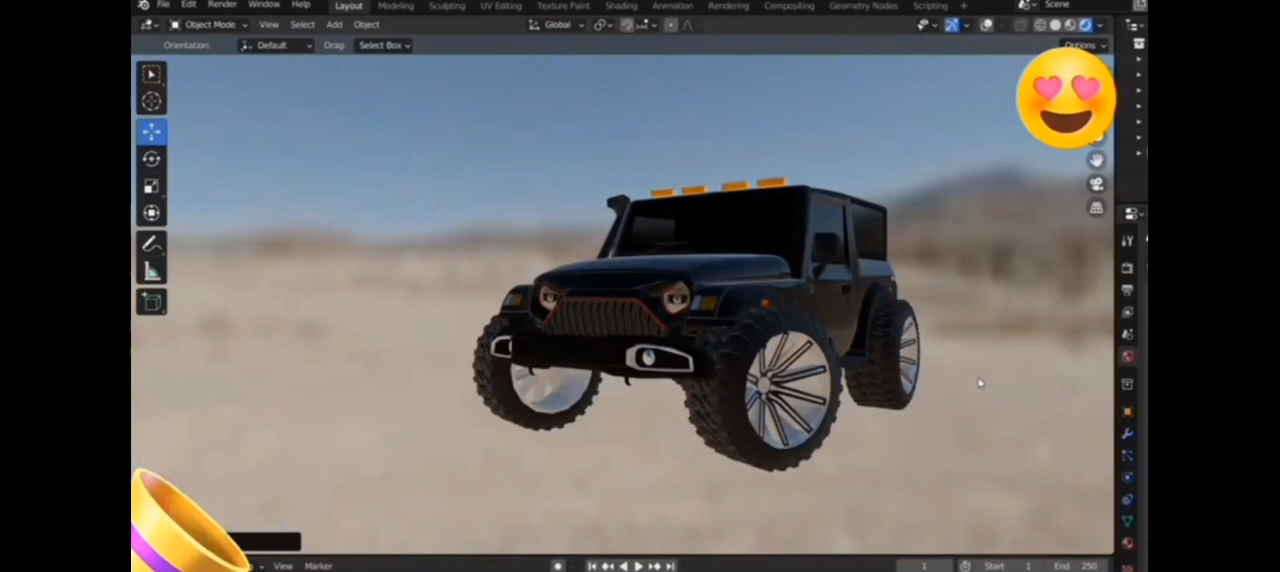 File Edit Render Window Help Layout Modeling Sculpting UV Editing Texture Paint Shading Animation Rendering Compositing Geometry Nodes Scripting + Scene
Object Mode View Select Add Object Global
Orientation: Default Drag: Select Box Options
View Marker 1 Start 1 End 250